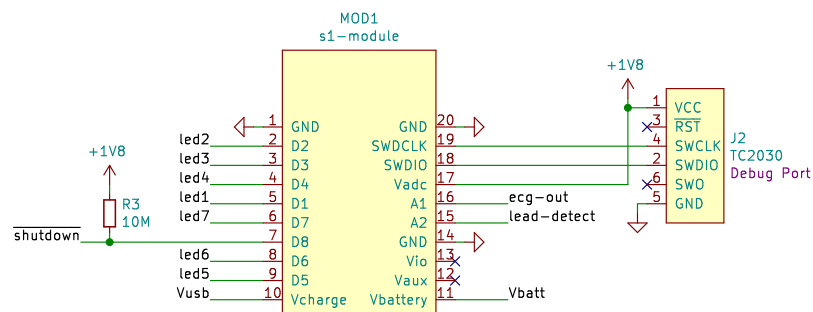 MOD1
s1-module
+1V8
1 VCC
3 RST
4 SWCLK
2 SWDIO
6 SWO
5 GND
J2
TC2030
Debug Port
+1V8
R3
10M
shutdown
led2
led3
led4
led1
led7
led6
led5
Vusb
1 GND
2 D2
3 D3
4 D4
5 D1
6 D7
7 D8
8 D6
9 D5
10 Vcharge
GND 20
SWDCLK 19
SWDIO 18
Vadc 17
A1 16 ecg-out
A2 15 lead-detect
GND 14
Vio 13
Vaux 12
Vbattery 11 Vbatt